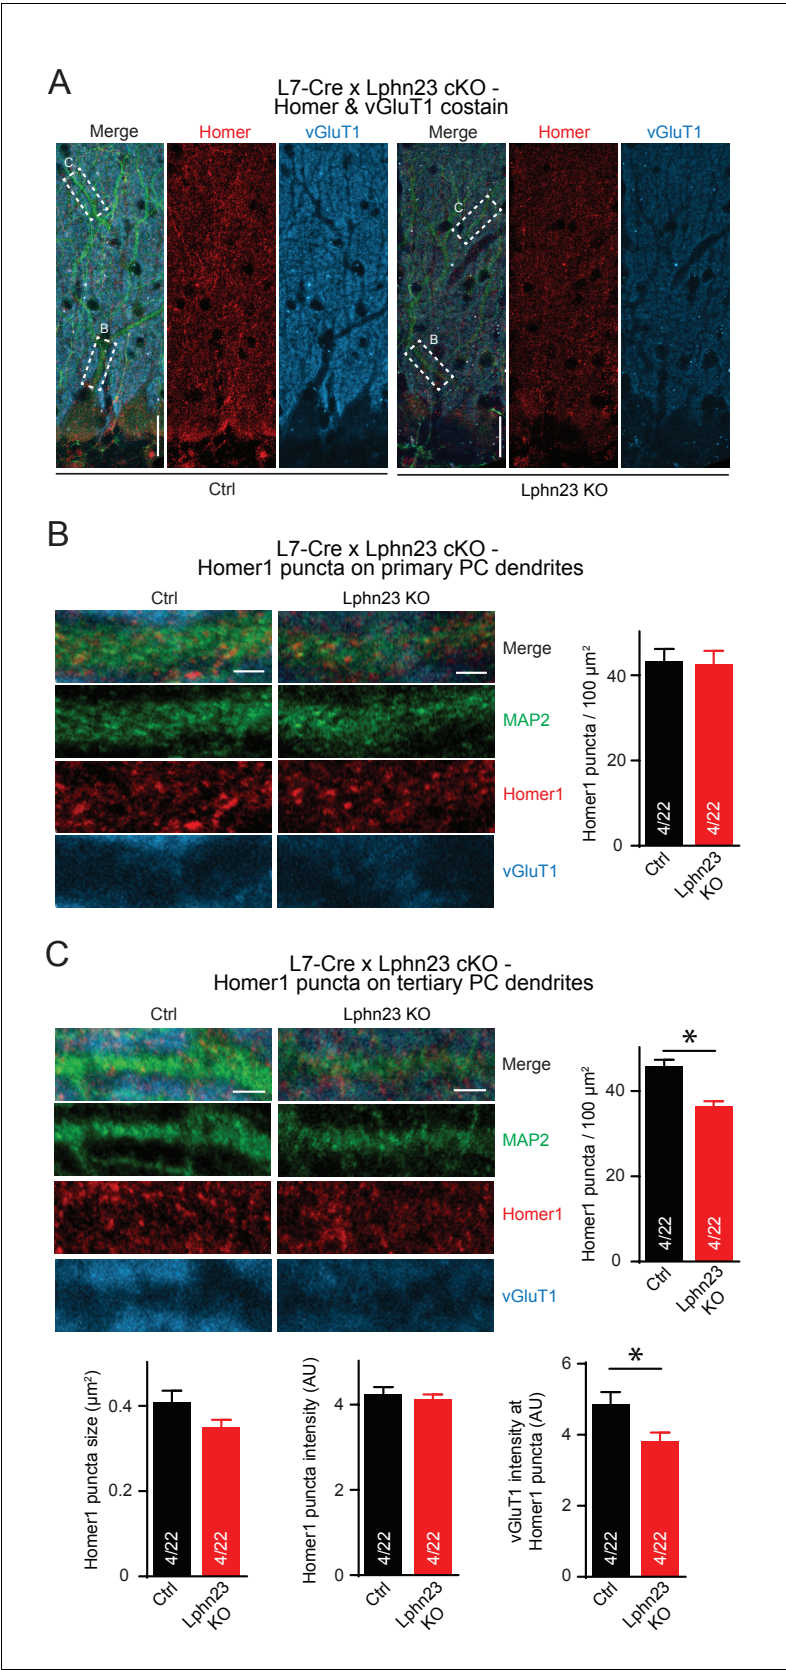 A
L7-Cre x Lphn23 cKO -
Homer & vGluT1 costain
Merge Homer vGluT1 Merge Homer vGluT1
C
C
B
B
Ctrl Lphn23 KO
B
L7-Cre x Lphn23 cKO -
Homer1 puncta on primary PC dendrites
Ctrl Lphn23 KO
Merge
MAP2
Homer1
vGluT1
Homer1 puncta / 100 µm²
40
20
0
4/22
4/22
Ctrl
Lphn23
KO
C
L7-Cre x Lphn23 cKO -
Homer1 puncta on tertiary PC dendrites
Ctrl Lphn23 KO
Merge
MAP2
Homer1
vGluT1
Homer1 puncta / 100 µm²
40
20
0
*
4/22
4/22
Ctrl
Lphn23
KO
Homer1 puncta size (µm²)
0.4
0.2
0
4/22
4/22
Ctrl
Lphn23
KO
Homer1 puncta intensity (AU)
4
2
0
4/22
4/22
Ctrl
Lphn23
KO
vGluT1 intensity at
Homer1 puncta (AU)
6
4
2
0
*
4/22
4/22
Ctrl
Lphn23
KO